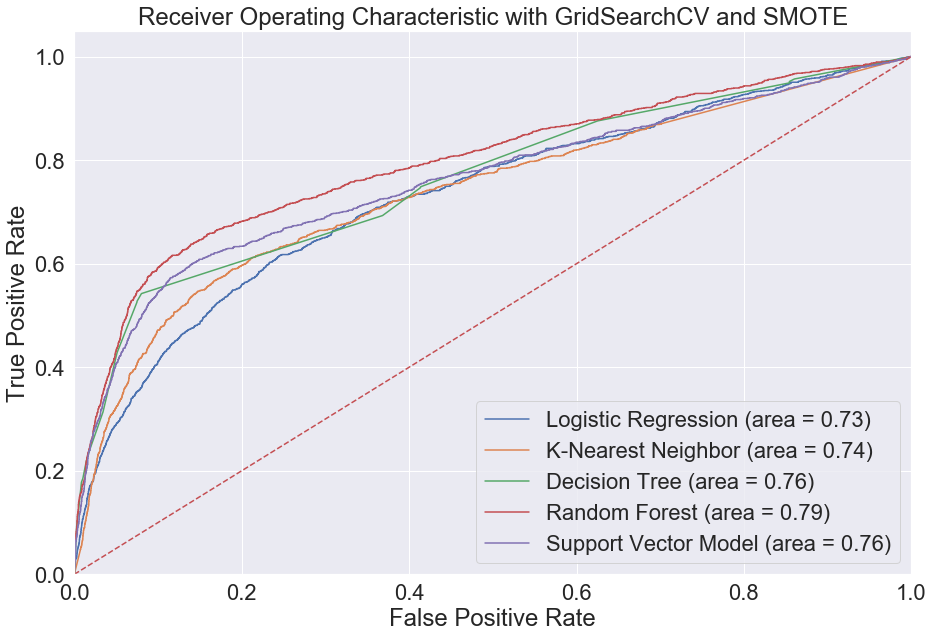 Receiver Operating Characteristic with GridSearchCV and SMOTE
1.0
0.8
0.6
0.4
0.2
0.0
True Positive Rate
Logistic Regression (area = 0.73)
K-Nearest Neighbor (area = 0.74)
Decision Tree (area = 0.76)
Random Forest (area = 0.79)
Support Vector Model (area = 0.76)
0.0 0.2 0.4 0.6 0.8 1.0
False Positive Rate